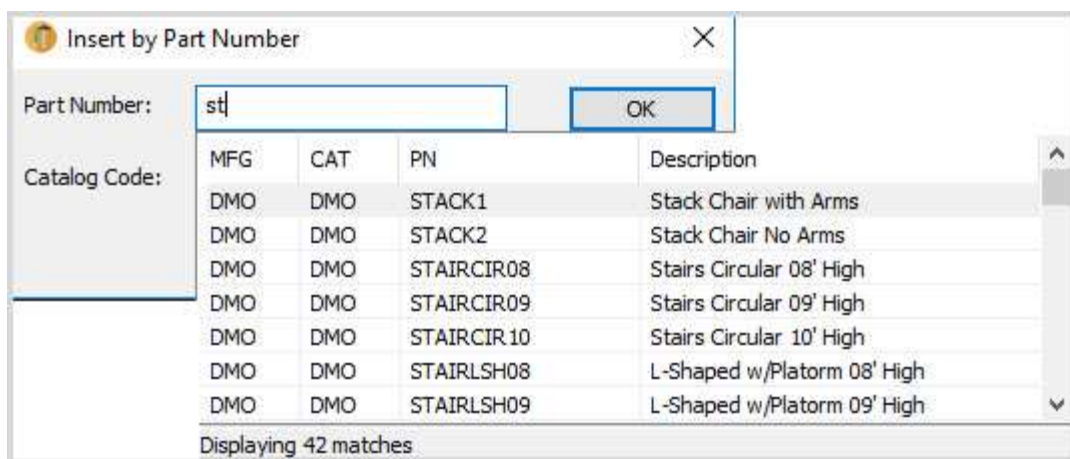 Insert by Part Number
Part Number: st OK
Catalog Code:
MFG CAT PN Description
DMO DMO STACK1 Stack Chair with Arms
DMO DMO STACK2 Stack Chair No Arms
DMO DMO STAIRCIR08 Stairs Circular 08' High
DMO DMO STAIRCIR09 Stairs Circular 09' High
DMO DMO STAIRCIR10 Stairs Circular 10' High
DMO DMO STAIRLSH08 L-Shaped w/Platorm 08' High
DMO DMO STAIRLSH09 L-Shaped w/Platorm 09' High
Displaying 42 matches